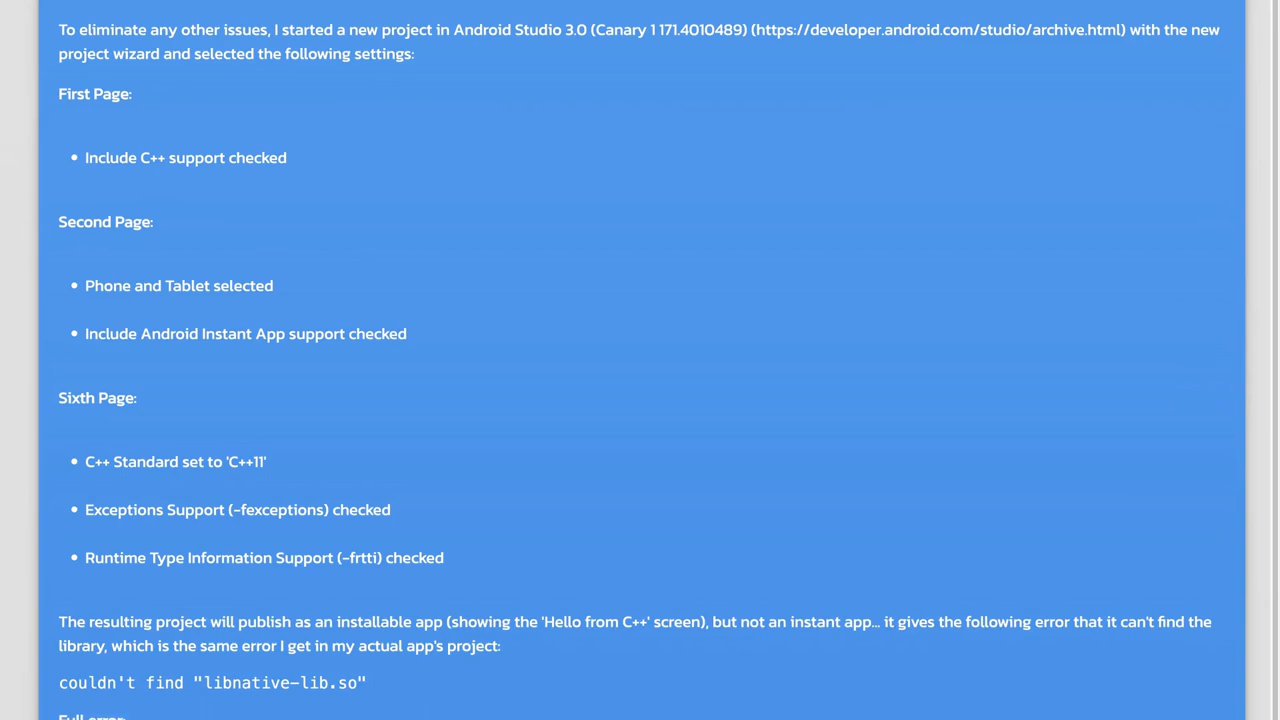 To eliminate any other issues, I started a new project in Android Studio 3.0 (Canary 1 171.4010489) (https://developer.android.com/studio/archive.html) with the new
project wizard and selected the following settings:
First Page:
• Include C++ support checked
Second Page:
• Phone and Tablet selected
• Include Android Instant App support checked
Sixth Page:
• C++ Standard set to 'C++11'
• Exceptions Support (-fexceptions) checked
• Runtime Type Information Support (-frtti) checked
The resulting project will publish as an installable app (showing the 'Hello from C++' screen), but not an instant app... it gives the following error that it can't find the
library, which is the same error I get in my actual app's project:
couldn't find "libnative-lib.so"
Full error: